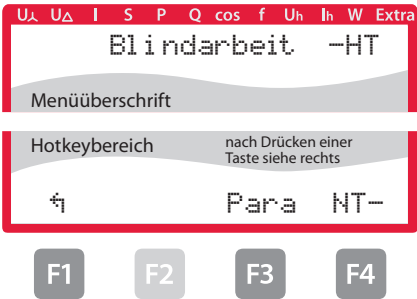 U⅄ U△ I S P Q cos f Uh Ih W Extra
Blindarbeit -HT
Menüüberschrift
Hotkeybereich
nach Drücken einer
Taste siehe rechts
↰ Para NT-
F1 F2 F3 F4